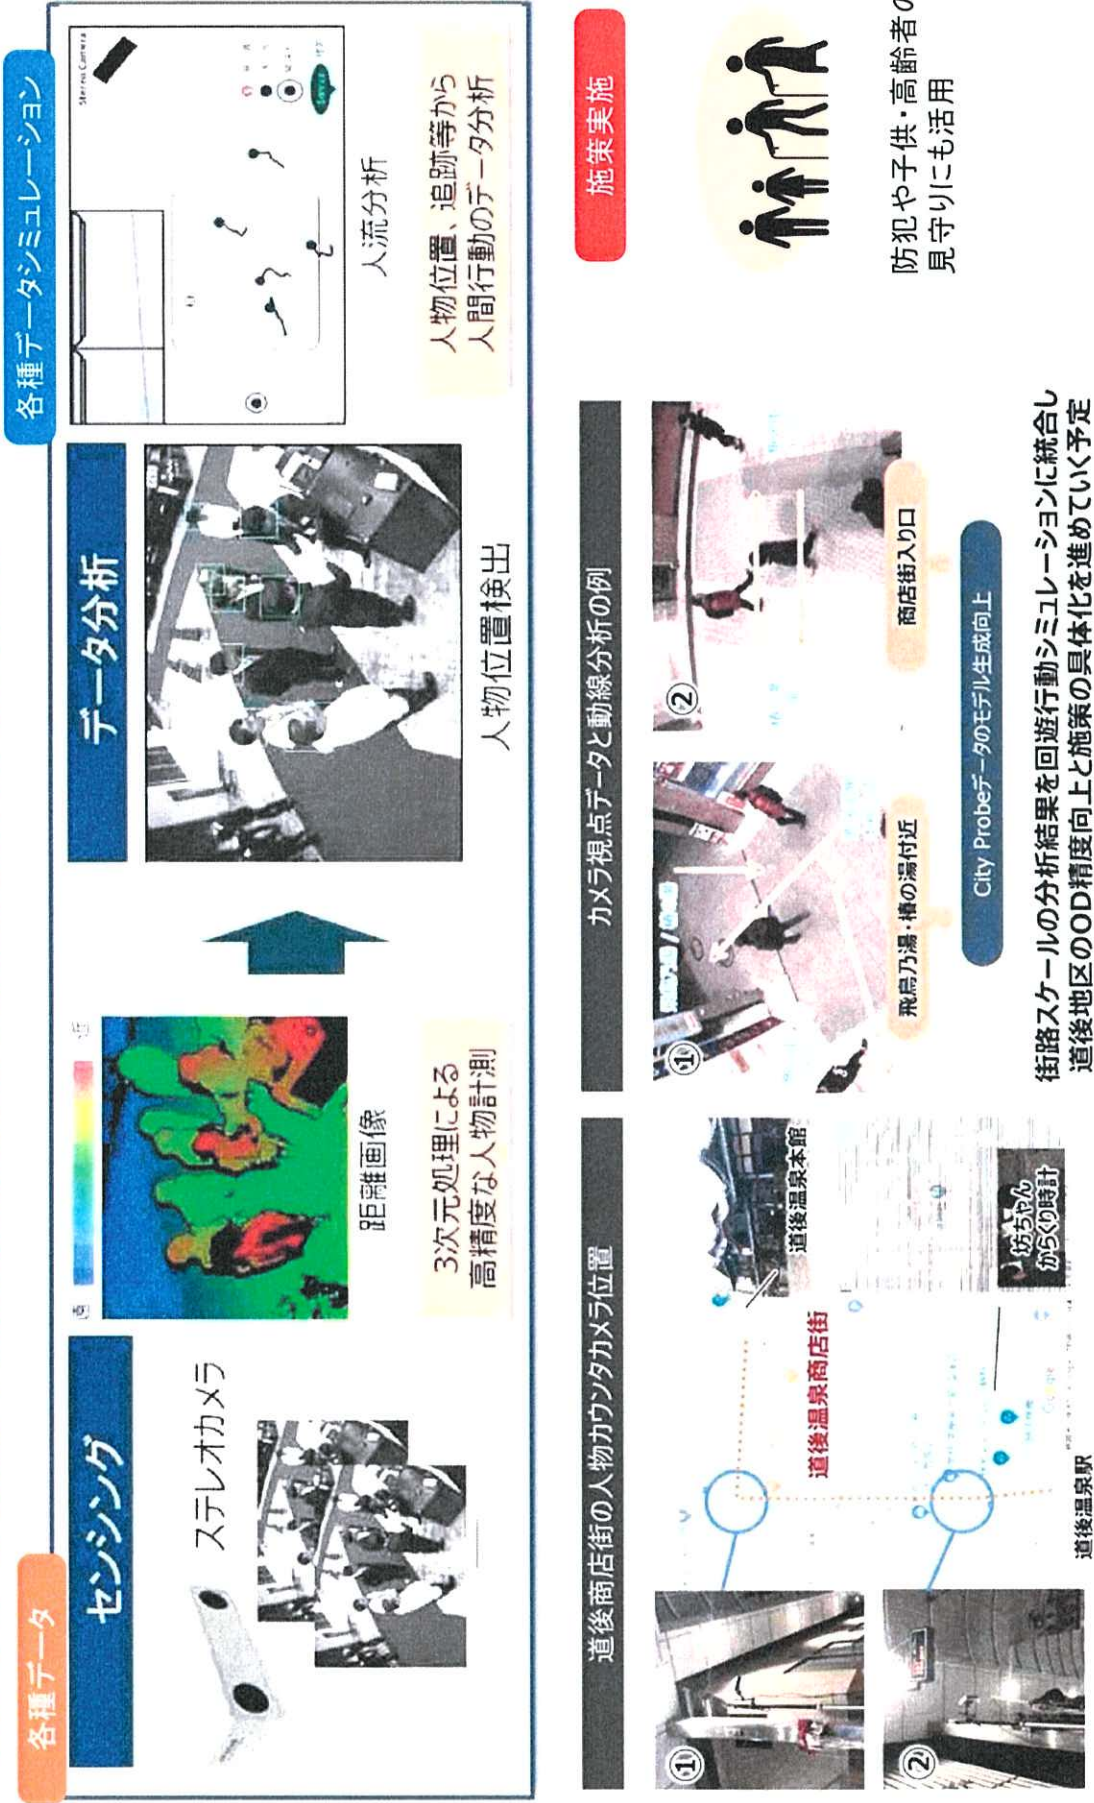 各種データ
各種データシミュレーション
センシング
ステレオカメラ
遠
近
距離画像
3次元処理による
高精度な人物計測
データ分析
人物位置検出
Stereo Camera
人流分析
人物位置、追跡等から
人間行動のデータ分析
道後商店街の人物カウンタカメラ位置
①
②
道後温泉商店街
道後温泉本館
坊ちゃん
からくり時計
道後温泉駅
カメラ視点データと動線分析の例
①
飛鳥乃湯・椿の湯付近
②
商店街入り口
City Probeデータのモデル生成向上
街路スケールの分析結果を回遊行動シミュレーションに統合し
道後地区のOD精度向上と施策の具体化を進めていく予定
施策実施
防犯や子供・高齢者の
見守りにも活用